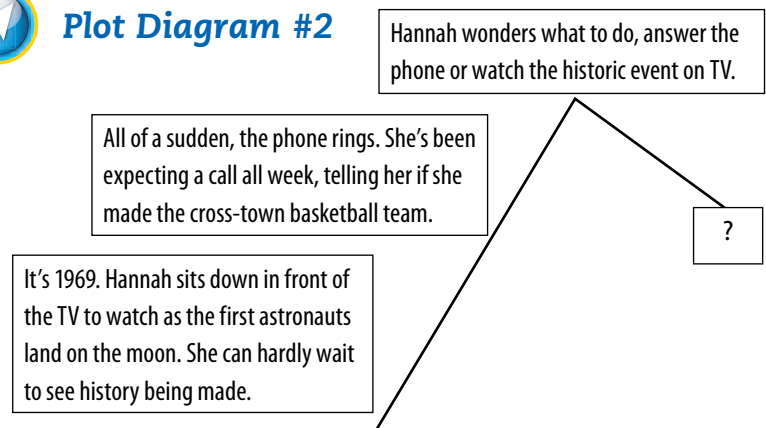 Plot Diagram #2
Hannah wonders what to do, answer the
phone or watch the historic event on TV.
All of a sudden, the phone rings. She's been
expecting a call all week, telling her if she
made the cross-town basketball team.
?
It's 1969. Hannah sits down in front of
the TV to watch as the first astronauts
land on the moon. She can hardly wait
to see history being made.